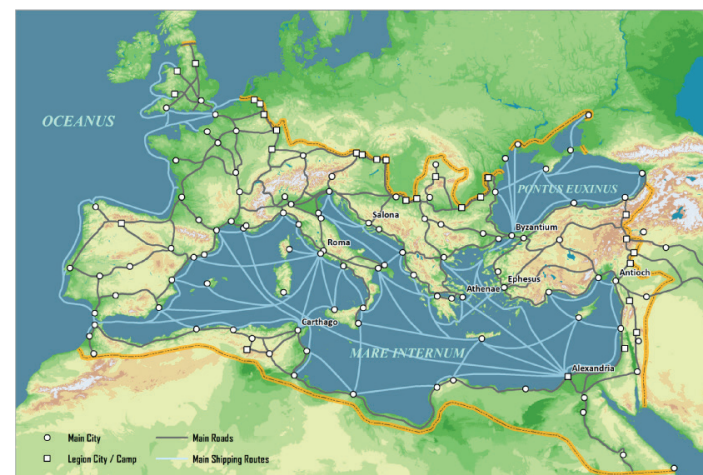 OCEANUS
PONTUS EUXINUS
Salona
Byzantium
Roma
Ephesus
Antioch
Athenae
Carthago
MARE INTERNUM
Alexandria
Main City
Main Roads
Legion City / Camp
Main Shipping Routes